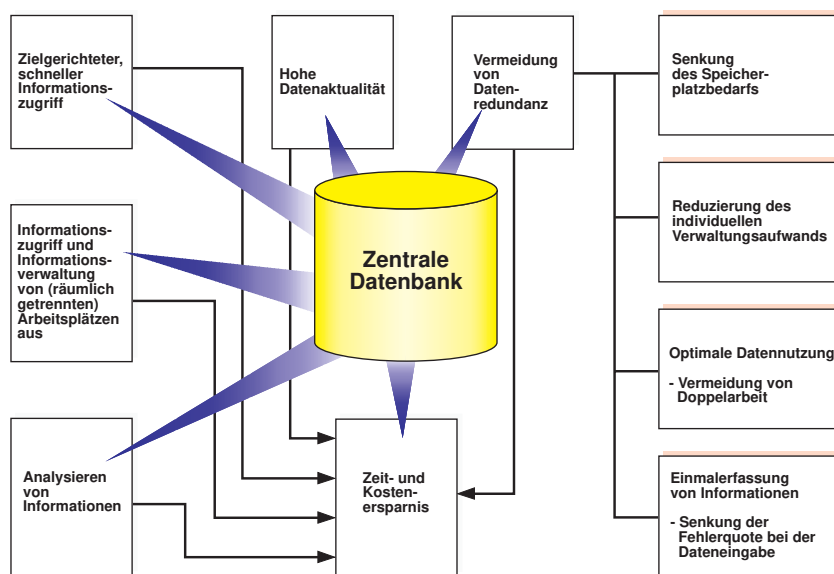 Zielgerichteter,
schneller
Informations-
zugriff
Hohe
Datenaktualität
Vermeidung
von
Daten-
redundanz
Senkung
des Speicher-
platzbedarfs
Informations-
zugriff und
Informations-
verwaltung
von (räumlich
getrennten)
Arbeitsplätzen
aus
Zentrale
Datenbank
Reduzierung des
individuellen
Verwaltungsaufwands
Optimale Datennutzung
- Vermeidung von
Doppelarbeit
Analysieren
von
Informationen
Zeit- und
Kosten-
ersparnis
Einmalerfassung
von Informationen
- Senkung der
Fehlerquote bei der
Dateneingabe